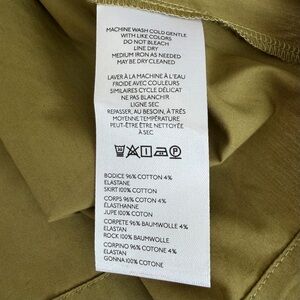 MACHINE WASH COLD GENTLE
WITH LIKE COLORS
DO NOT BLEACH
LINE DRY
MEDIUM IRON AS NEEDED
MAY BE DRY CLEANED
LAVER À LA MACHINE À L'EAU
FROIDE AVEC COULEURS
SIMILAIRES CYCLE DÉLICAT
NE PAS BLANCHIR
LIGNE SEC
REPASSER, AU BESOIN, À TRÈS
MOYENNE TEMPÉRATURE
PEUT-ÊTRE ÊTRE NETTOYÉE
À SEC
BODICE 96% COTTON 4%
ELASTANE
SKIRT 100% COTTON
CORPS 96% COTON 4%
ÉLASTHANNE
JUPE 100% COTON
CORPETE 96% BAUMWOLLE 4%
ELASTAN
ROCK 100% BAUMWOLLE
CORPINO 96% COTONE 4%
ELASTAN
GONNA 100% COTONE